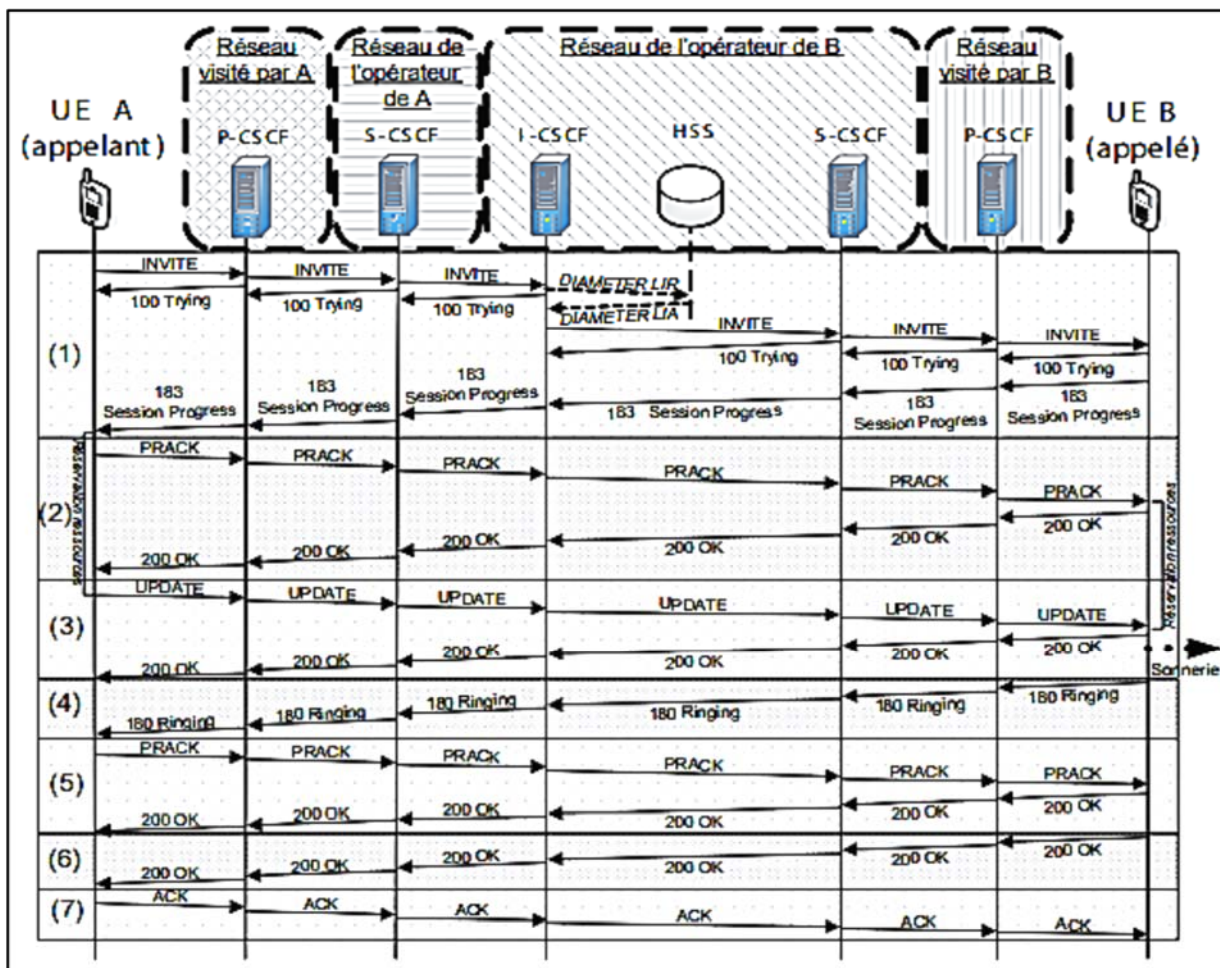 Réseau
visité par A
Réseau de
l'opérateur
de A
Réseau de l'opérateur de B
Réseau
visité par B
UE A
(appelant)
P-CSCF
S-CSCF
I-CSCF
HSS
S-CSCF
P-CSCF
UE B
(appelé)
(1)
INVITE
INVITE
INVITE
DIAMETER LIR
100 Trying
100 Trying
100 Trying
DIAMETER LIA
INVITE
INVITE
INVITE
100 Trying
100 Trying
100 Trying
183
Session Progress
183
Session Progress
183
Session Progress
183 Session Progress
183
Session Progress
183
Session Progress
Réservation ressources
(2)
PRACK
PRACK
PRACK
PRACK
PRACK
PRACK
200 OK
200 OK
200 OK
200 OK
200 OK
200 OK
Réservation ressources
(3)
UPDATE
UPDATE
UPDATE
UPDATE
UPDATE
UPDATE
200 OK
200 OK
200 OK
200 OK
200 OK
200 OK
Sonnerie
(4)
180 Ringing
180 Ringing
180 Ringing
180 Ringing
180 Ringing
180 Ringing
(5)
PRACK
PRACK
PRACK
PRACK
PRACK
PRACK
200 OK
200 OK
200 OK
200 OK
200 OK
200 OK
(6)
200 OK
200 OK
200 OK
200 OK
200 OK
200 OK
(7)
ACK
ACK
ACK
ACK
ACK
ACK